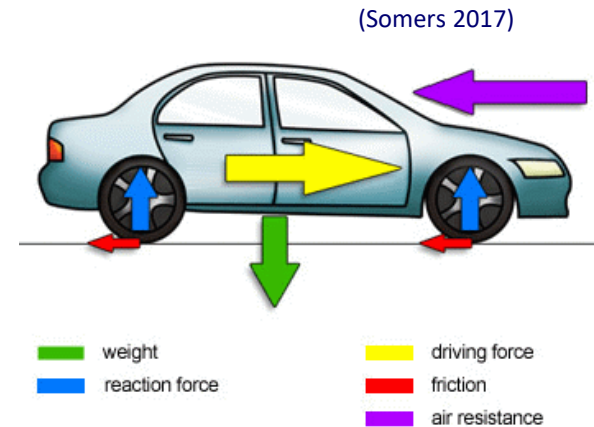 (Somers 2017)
weight
driving force
reaction force
friction
air resistance